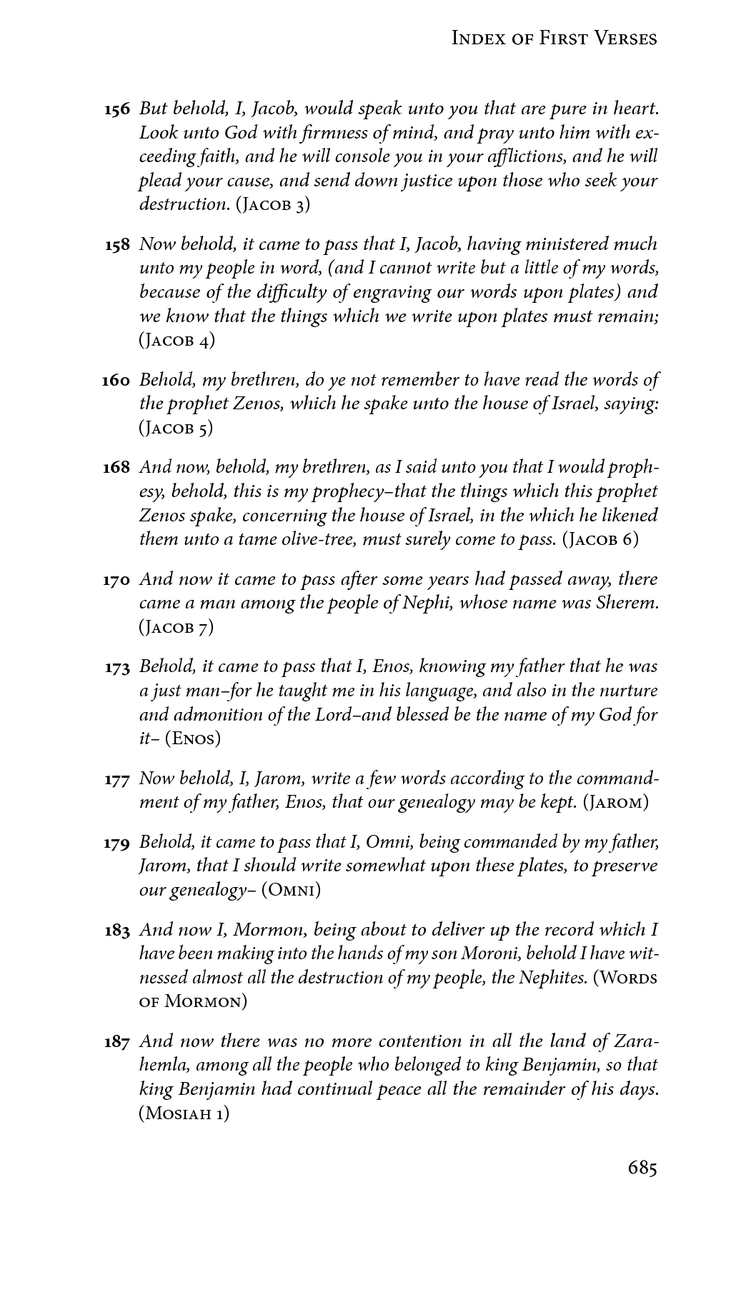 Index of First Verses
156 But behold, I, Jacob, would speak unto you that are pure in heart.
Look unto God with firmness of mind, and pray unto him with ex-
ceeding faith, and he will console you in your afflictions, and he will
plead your cause, and send down justice upon those who seek your
destruction. (Jacob 3)
158 Now behold, it came to pass that I, Jacob, having ministered much
unto my people in word, (and I cannot write but a little of my words,
because of the difficulty of engraving our words upon plates) and
we know that the things which we write upon plates must remain;
(Jacob 4)
160 Behold, my brethren, do ye not remember to have read the words of
the prophet Zenos, which he spake unto the house of Israel, saying:
(Jacob 5)
168 And now, behold, my brethren, as I said unto you that I would proph-
esy, behold, this is my prophecy–that the things which this prophet
Zenos spake, concerning the house of Israel, in the which he likened
them unto a tame olive-tree, must surely come to pass. (Jacob 6)
170 And now it came to pass after some years had passed away, there
came a man among the people of Nephi, whose name was Sherem.
(Jacob 7)
173 Behold, it came to pass that I, Enos, knowing my father that he was
a just man–for he taught me in his language, and also in the nurture
and admonition of the Lord–and blessed be the name of my God for
it– (Enos)
177 Now behold, I, Jarom, write a few words according to the command-
ment of my father, Enos, that our genealogy may be kept. (Jarom)
179 Behold, it came to pass that I, Omni, being commanded by my father,
Jarom, that I should write somewhat upon these plates, to preserve
our genealogy– (Omni)
183 And now I, Mormon, being about to deliver up the record which I
have been making into the hands of my son Moroni, behold I have wit-
nessed almost all the destruction of my people, the Nephites. (Words
of Mormon)
187 And now there was no more contention in all the land of Zara-
hemla, among all the people who belonged to king Benjamin, so that
king Benjamin had continual peace all the remainder of his days.
(Mosiah 1)
685